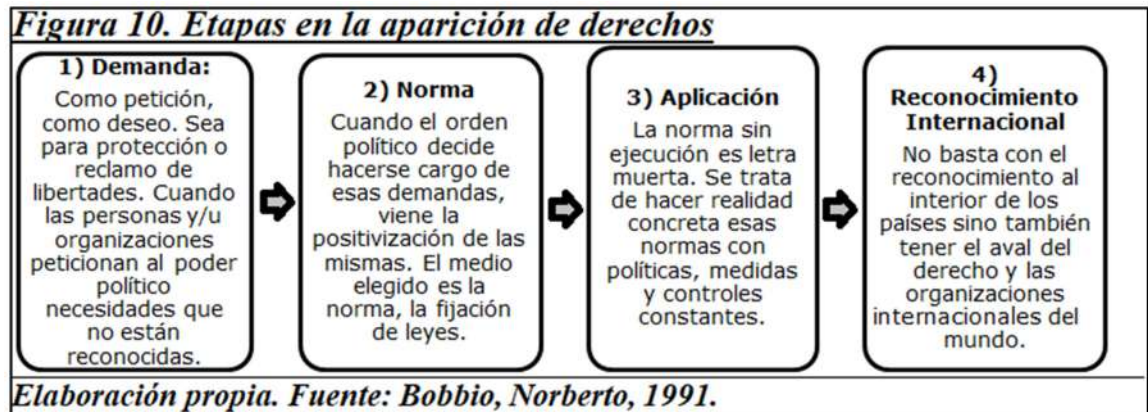 Figura 10. Etapas en la aparición de derechos
1) Demanda:
Como petición,
como deseo. Sea
para protección o
reclamo de
libertades. Cuando
las personas y/u
organizaciones
peticionan al poder
político
necesidades que
no están
reconocidas.
2) Norma
Cuando el orden
político decide
hacerse cargo de
esas demandas,
viene la
positivización de las
mismas. El medio
elegido es la
norma, la fijación
de leyes.
3) Aplicación
La norma sin
ejecución es letra
muerta. Se trata
de hacer realidad
concreta esas
normas con
políticas, medidas
y controles
constantes.
4)
Reconocimiento
Internacional
No basta con el
reconocimiento al
interior de los
países sino también
tener el aval del
derecho y las
organizaciones
internacionales del
mundo.
Elaboración propia. Fuente: Bobbio, Norberto, 1991.